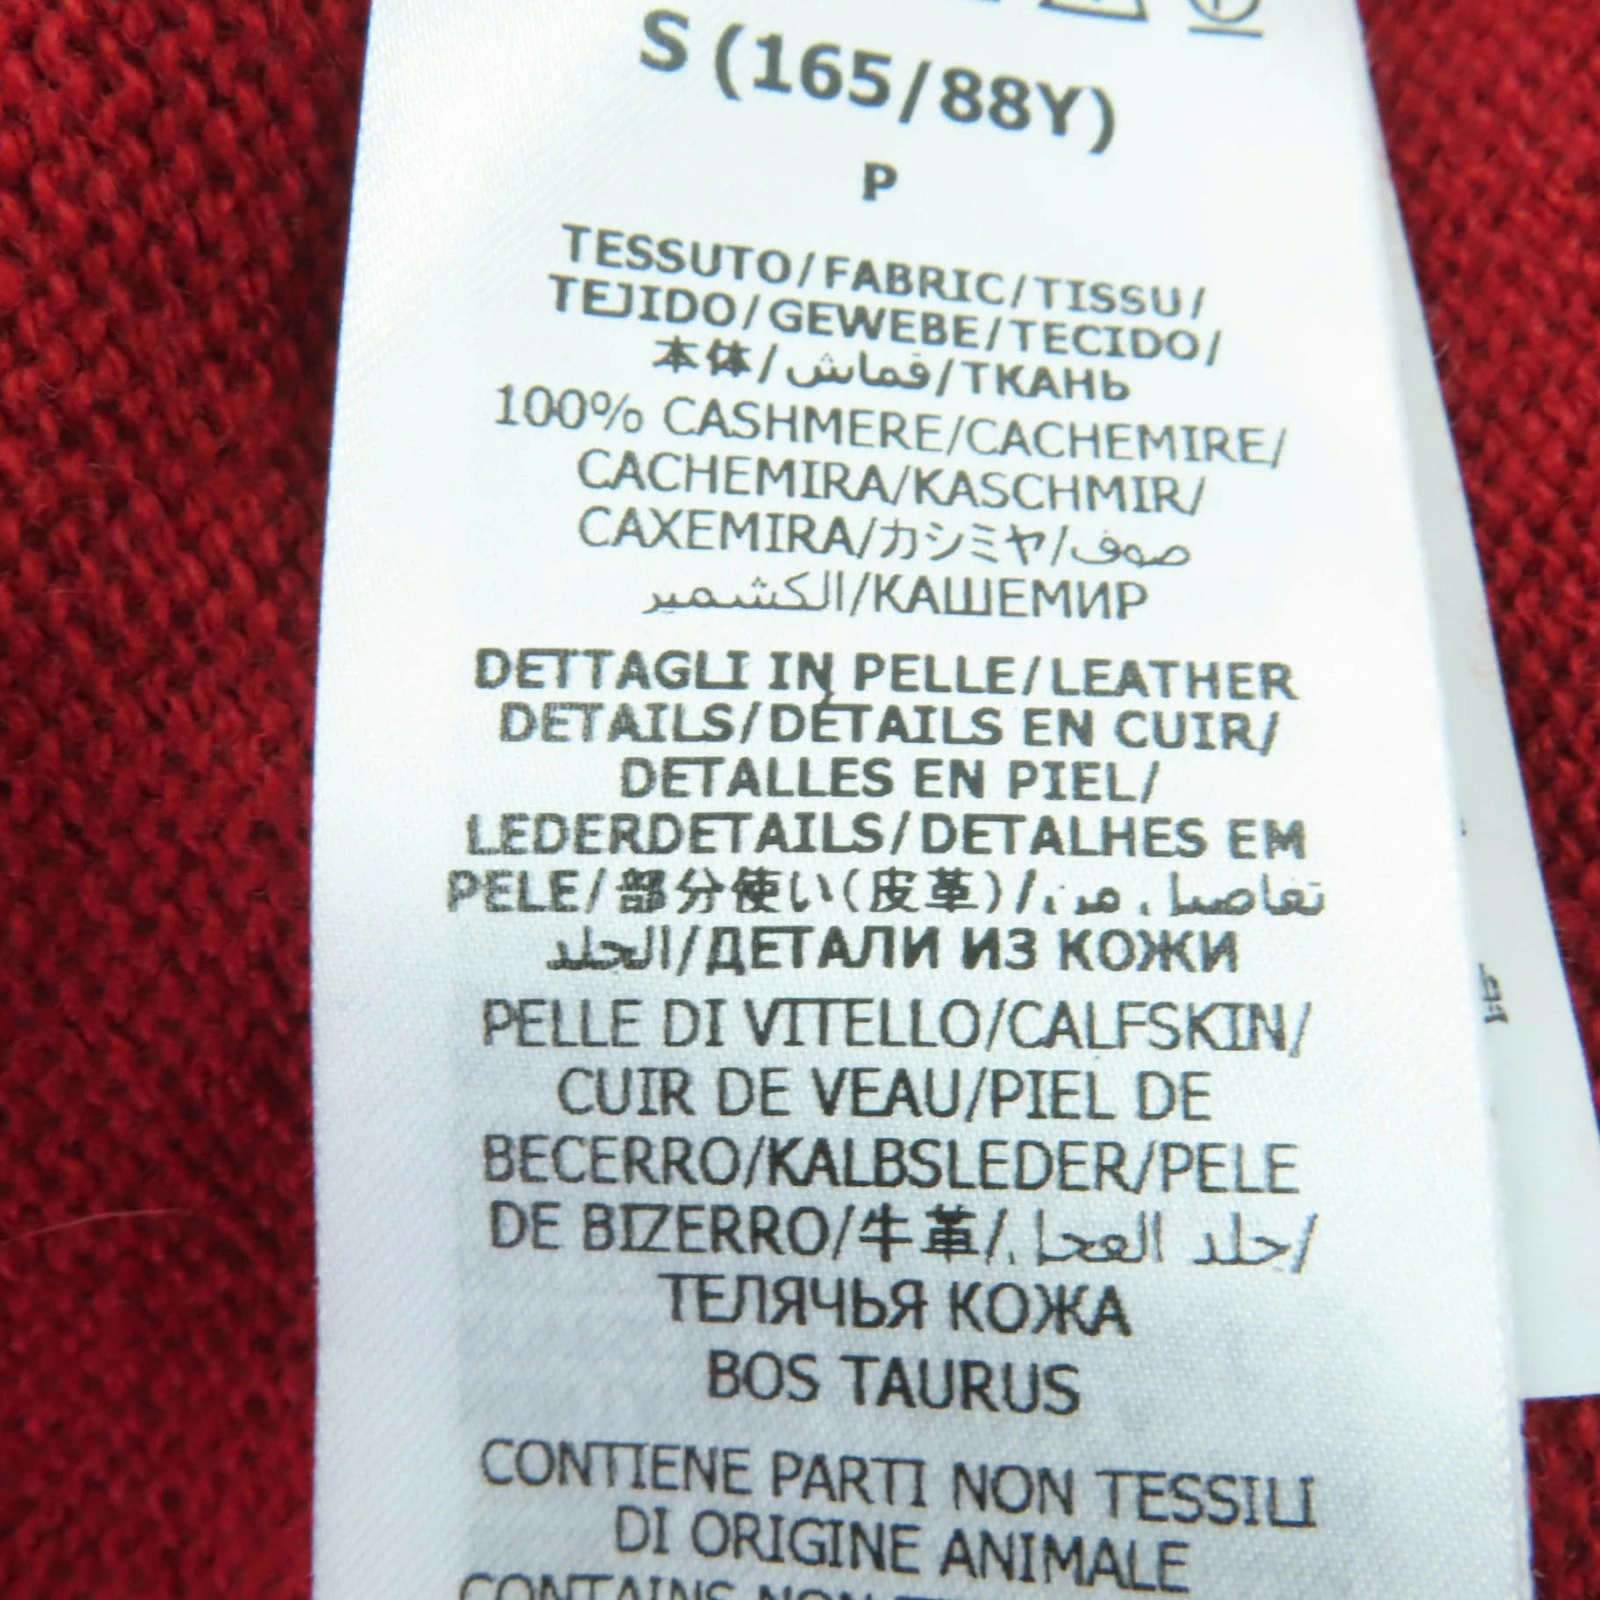 S (165/88Y)
P
TESSUTO/FABRIC/TISSU/
TEJIDO/GEWEBE/TECIDO/
本体/قماش/ТКАНЬ
100% CASHMERE/CACHEMIRE/
CACHEMIRA/KASCHMIR/
CAXEMIRA/カシミヤ/صوف
الكشمير/КАШЕМИР
DETTAGLI IN PELLE/LEATHER
DETAILS/DÉTAILS EN CUIR/
DETALLES EN PIEL/
LEDERDETAILS/DETALHES EM
PELE/部分使い(皮革)/تفاصيل من
الجلد/ДЕТАЛИ ИЗ КОЖИ
PELLE DI VITELLO/CALFSKIN/
CUIR DE VEAU/PIEL DE
BECERRO/KALBSLEDER/PELE
DE BIZERRO/牛革/جلد العجل/
ТЕЛЯЧЬЯ КОЖА
BOS TAURUS
CONTIENE PARTI NON TESSILI
DI ORIGINE ANIMALE
CONTAINS NON